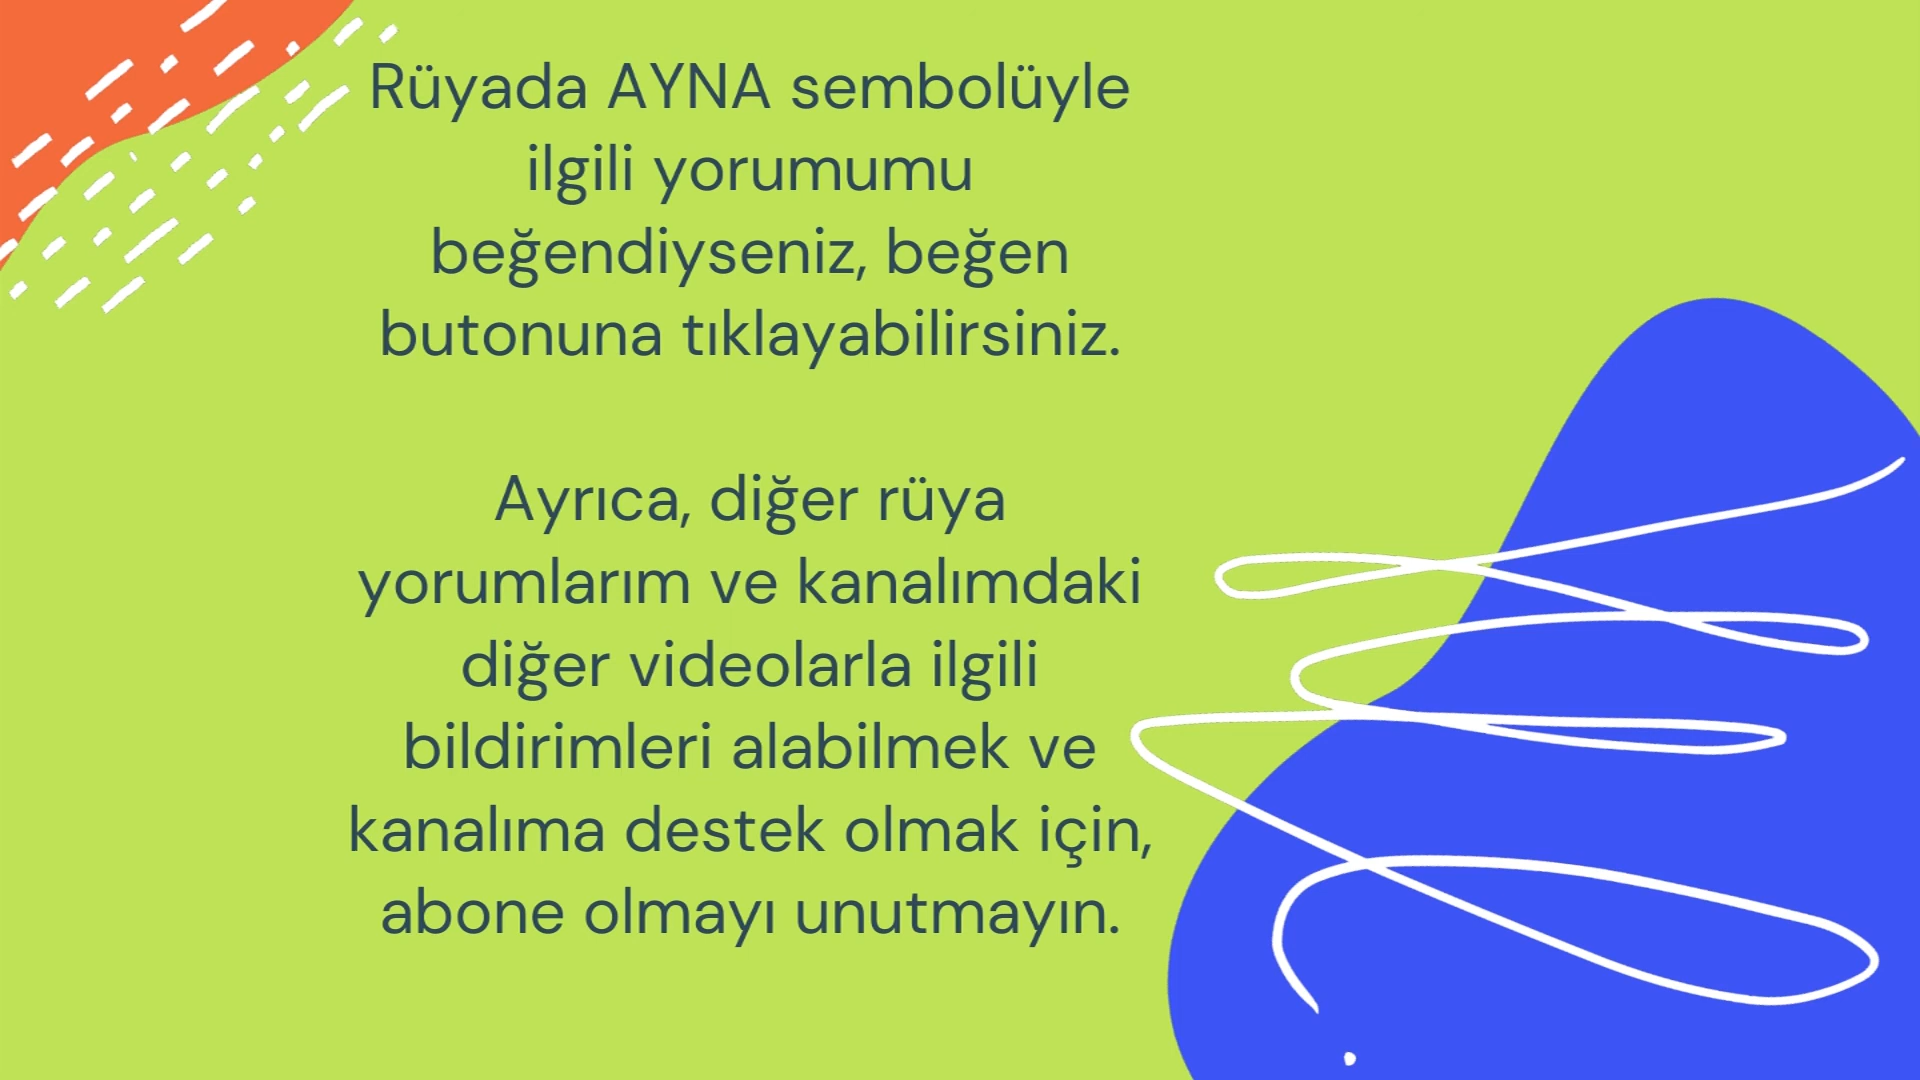 Rüyada AYNA sembolüyle
ilgili yorumumu
beğendiyseniz, beğen
butonuna tıklayabilirsiniz.
Ayrıca, diğer rüya
yorumlarım ve kanalımdaki
diğer videolarla ilgili
bildirimleri alabilmek ve
kanalıma destek olmak için,
abone olmayı unutmayın.